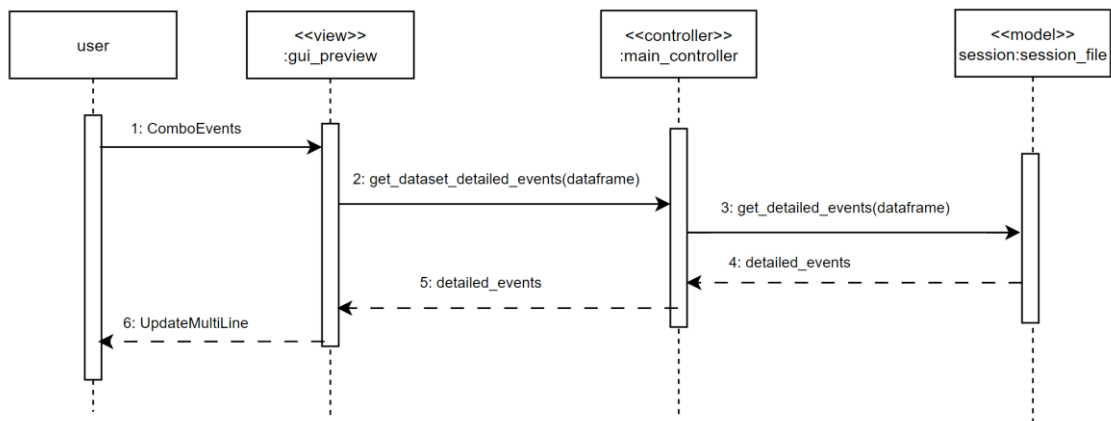 user
<<view>>
:gui_preview
<<controller>>
:main_controller
<<model>>
session:session_file
1: ComboEvents
2: get_dataset_detailed_events(dataframe)
3: get_detailed_events(dataframe)
4: detailed_events
5: detailed_events
6: UpdateMultiLine